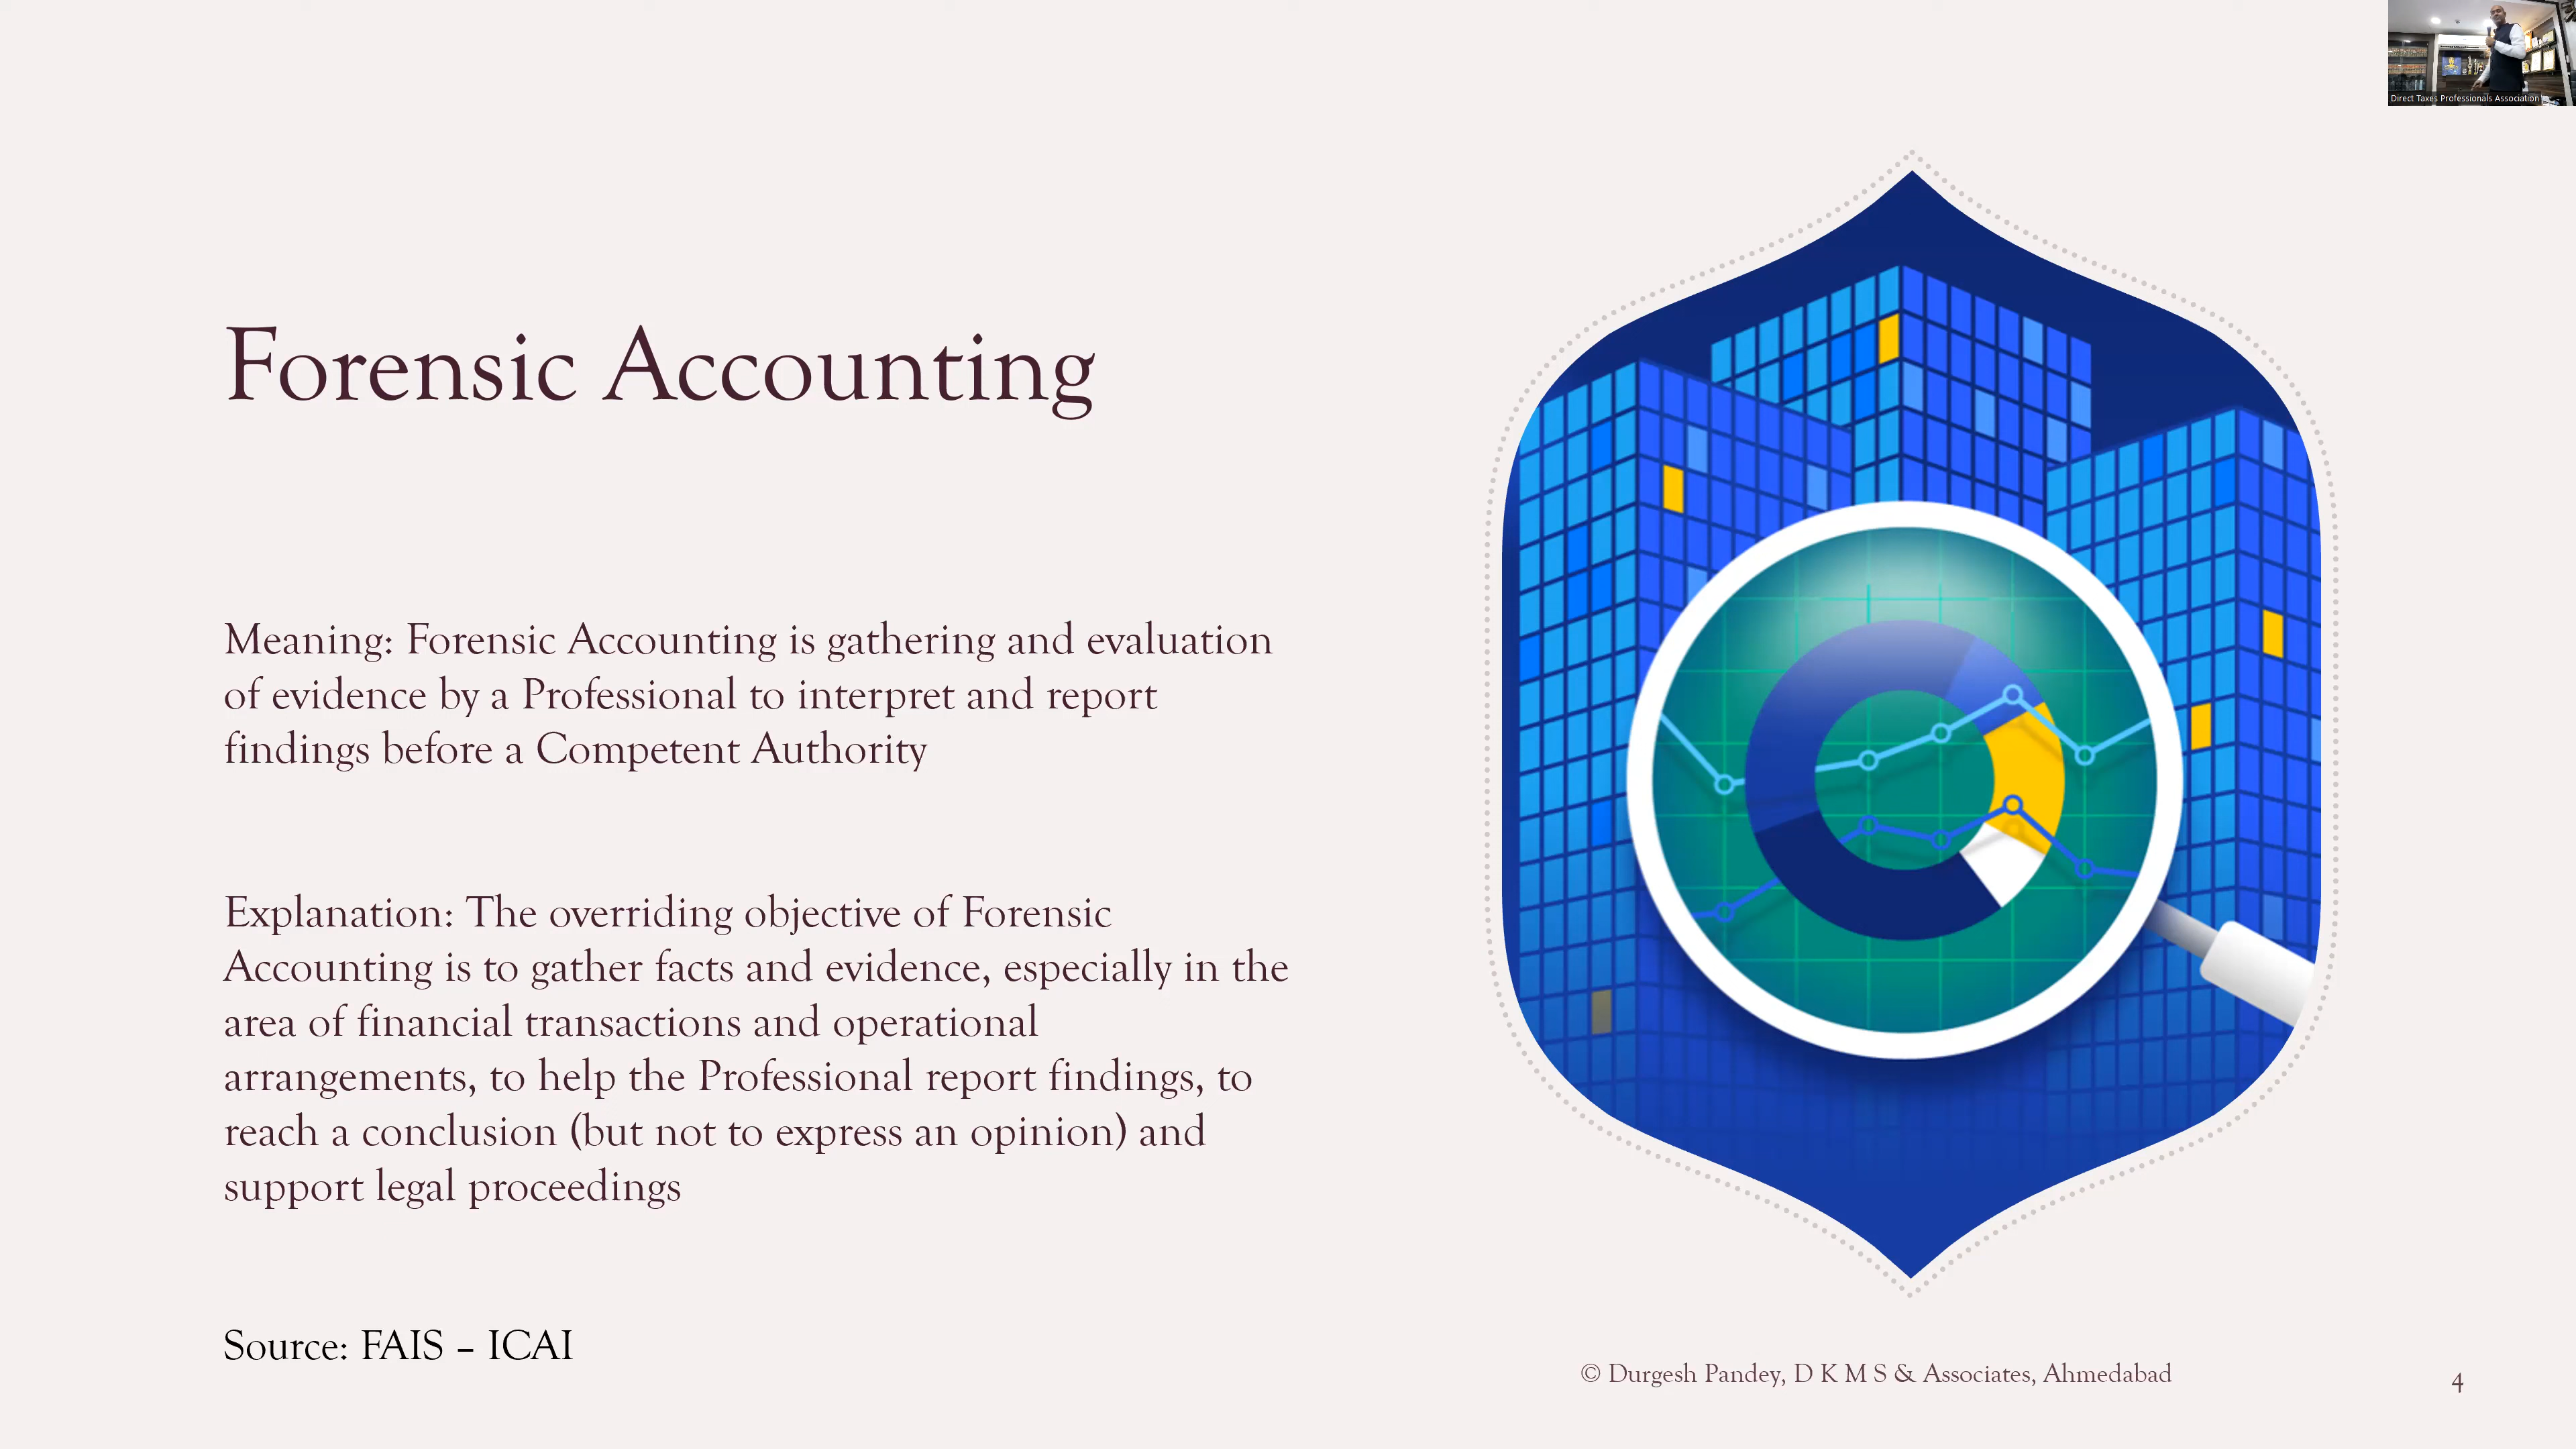 Direct Taxes Professionals Association
Forensic Accounting
Meaning: Forensic Accounting is gathering and evaluation
of evidence by a Professional to interpret and report
findings before a Competent Authority
Explanation: The overriding objective of Forensic
Accounting is to gather facts and evidence, especially in the
area of financial transactions and operational
arrangements, to help the Professional report findings, to
reach a conclusion (but not to express an opinion) and
support legal proceedings
Source: FAIS – ICAI
© Durgesh Pandey, D K M S & Associates, Ahmedabad
4